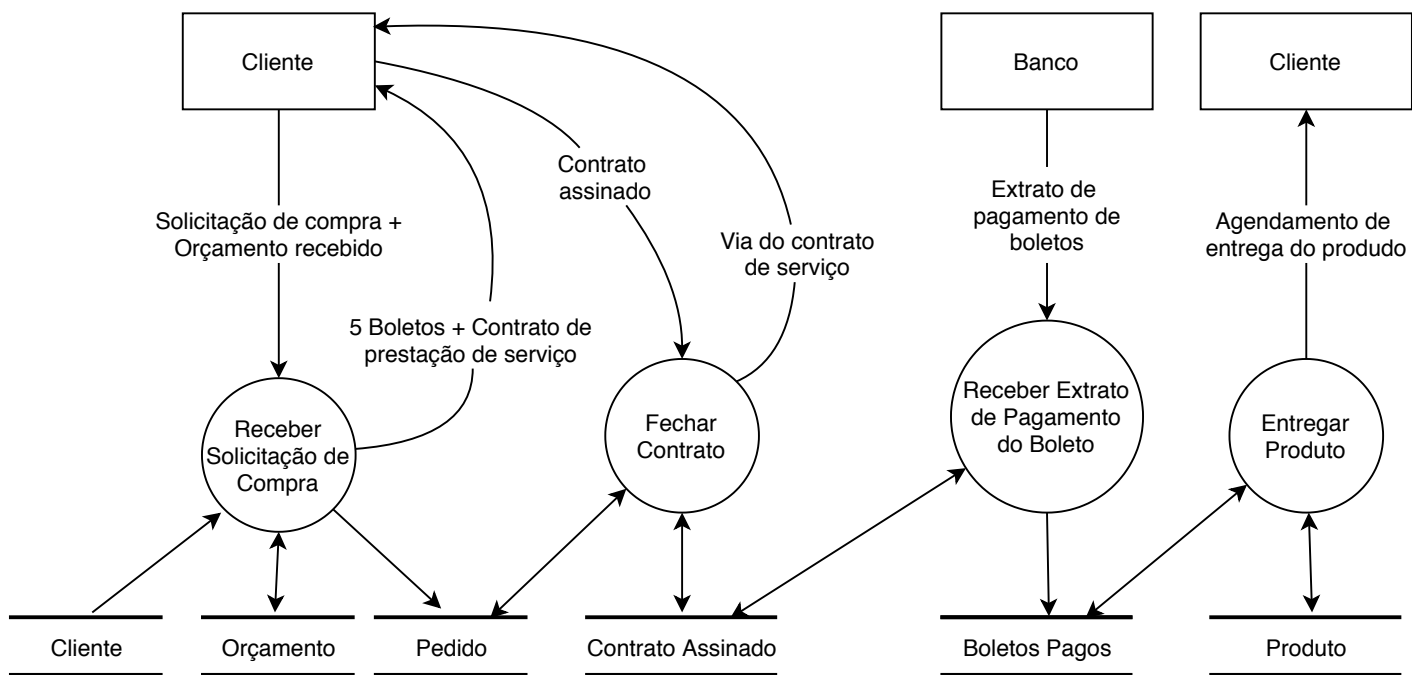 Cliente
Banco
Cliente
Contrato
assinado
Solicitação de compra +
Orçamento recebido
Via do contrato
de serviço
Extrato de
pagamento de
boletos
Agendamento de
entrega do produdo
5 Boletos + Contrato de
prestação de serviço
Receber
Solicitação de
Compra
Fechar
Contrato
Receber Extrato
de Pagamento
do Boleto
Entregar
Produto
Cliente
Orçamento
Pedido
Contrato Assinado
Boletos Pagos
Produto